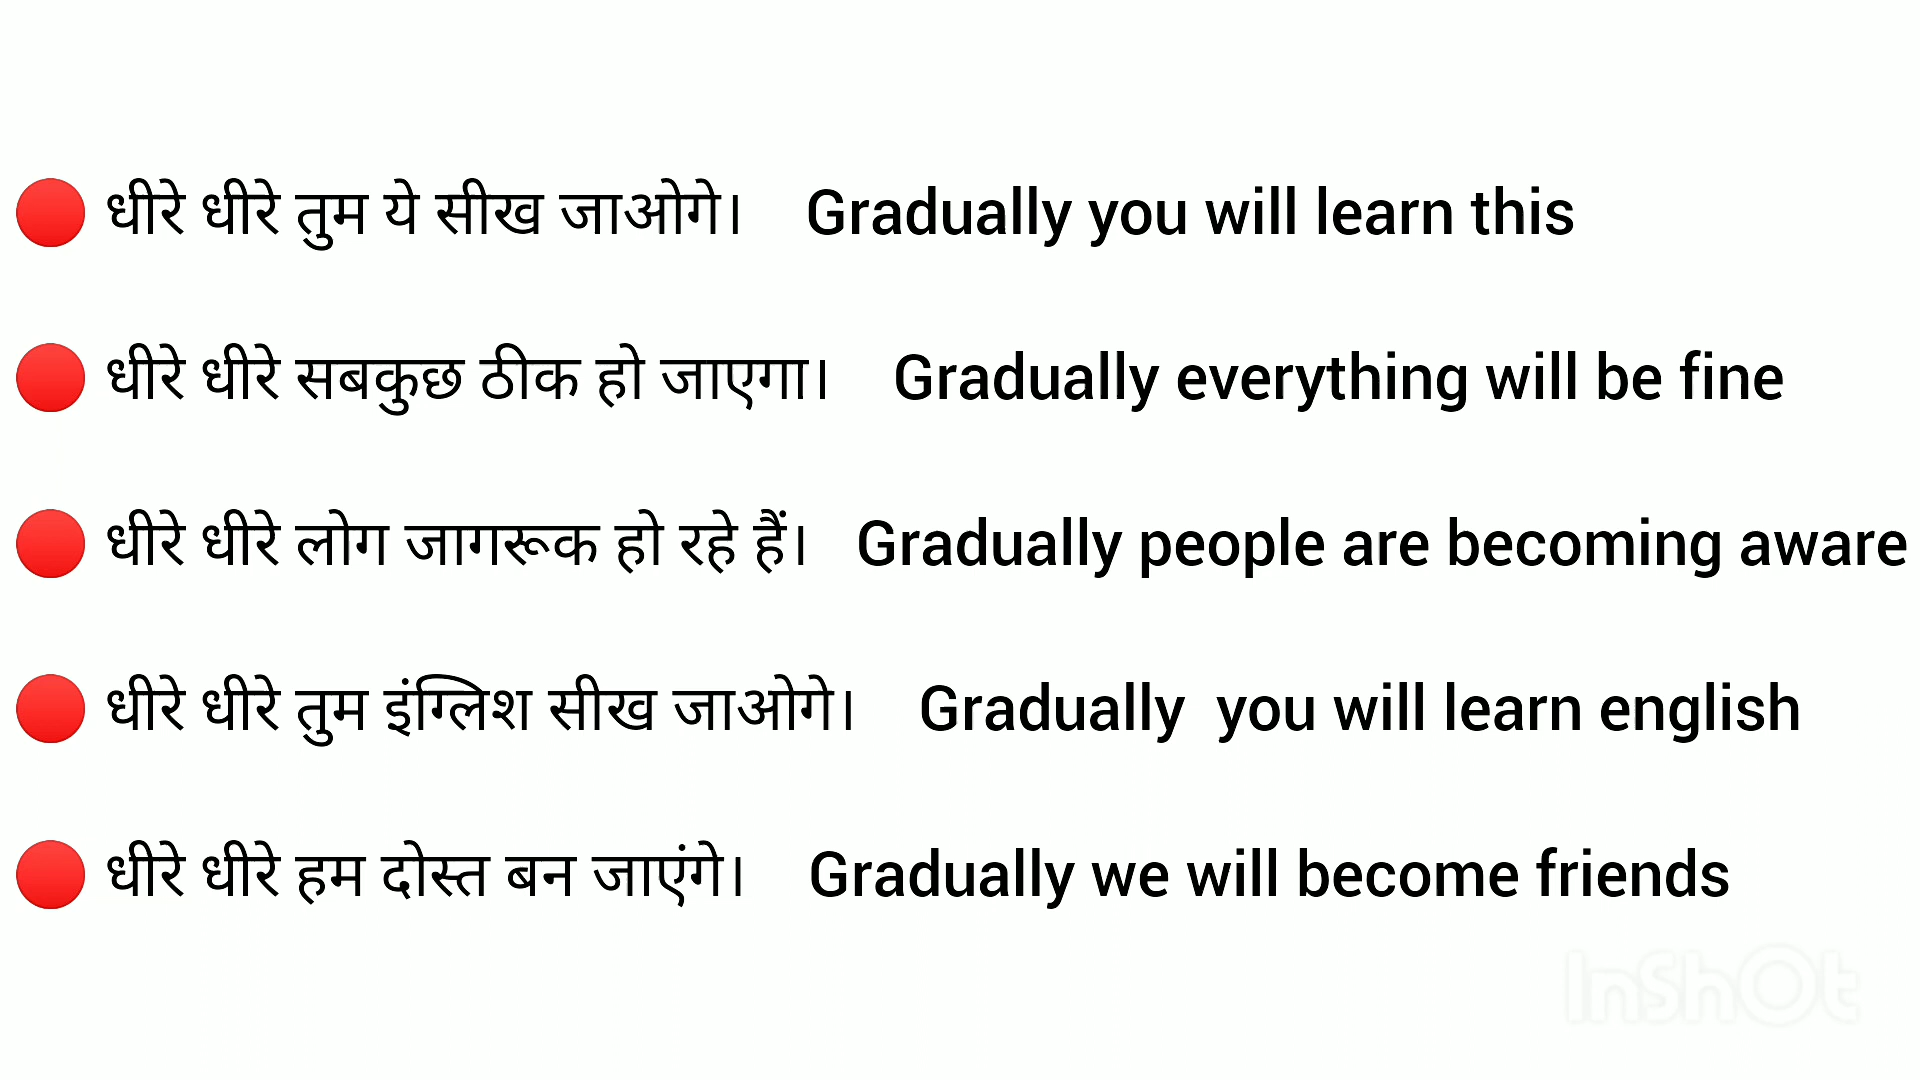 🔴 धीरे धीरे तुम ये सीख जाओगे। Gradually you will learn this
🔴 धीरे धीरे सबकुछ ठीक हो जाएगा। Gradually everything will be fine
🔴 धीरे धीरे लोग जागरूक हो रहे हैं। Gradually people are becoming aware
🔴 धीरे धीरे तुम इंग्लिश सीख जाओगे। Gradually  you will learn english
🔴 धीरे धीरे हम दोस्त बन जाएंगे। Gradually we will become friends
InShOt